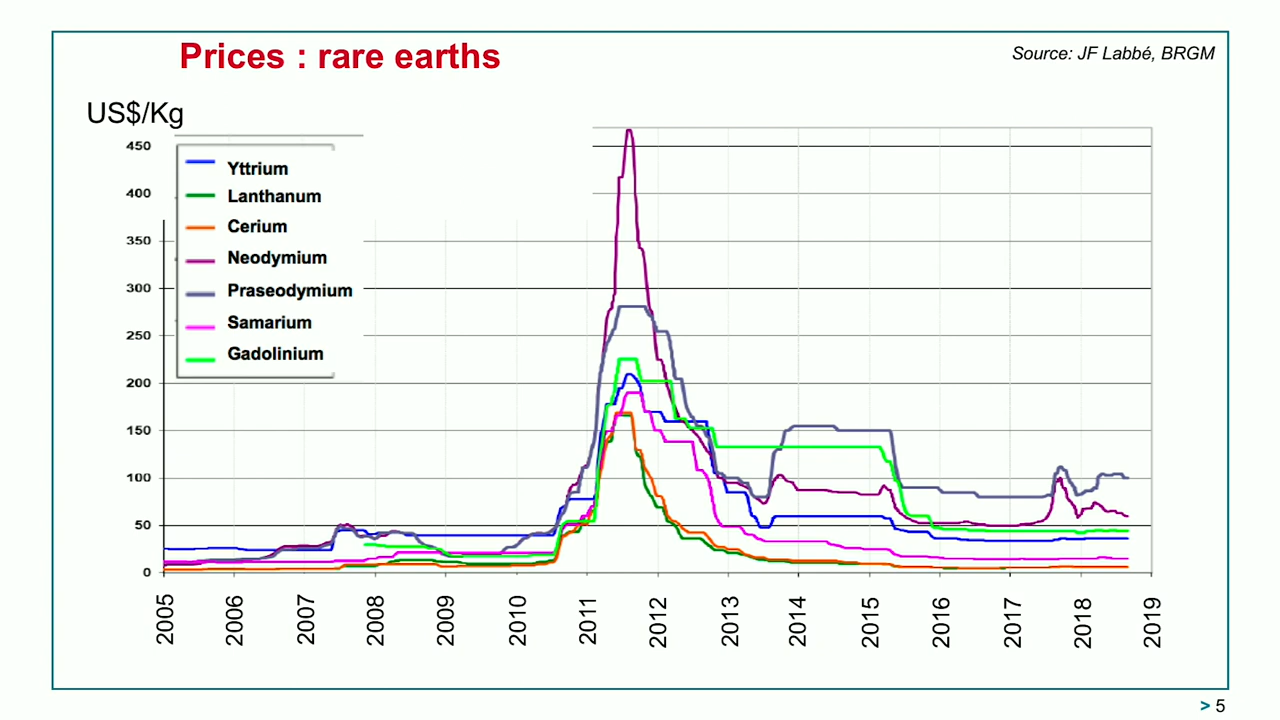 Prices : rare earths
Source: JF Labbé, BRGM
US$/Kg
450
400
350
300
250
200
150
100
50
0
Yttrium
Lanthanum
Cerium
Neodymium
Praseodymium
Samarium
Gadolinium
2005
2006
2007
2008
2009
2010
2011
2012
2013
2014
2015
2016
2017
2018
2019
> 5